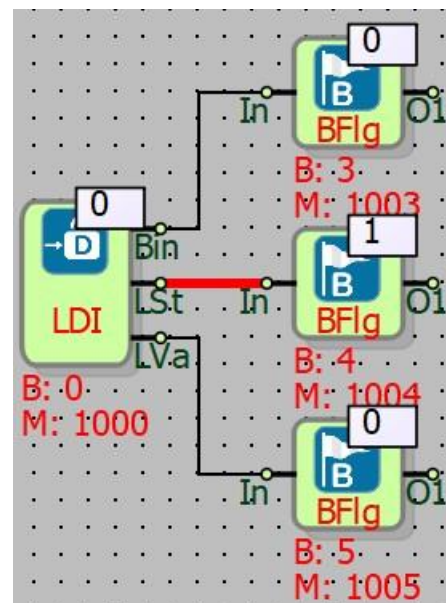 0
B
In
O1
BFlg
B: 3
M: 1003
0
D
Bin
LSt
LDI
LVa
B: 0
M: 1000
1
B
In
O1
BFlg
B: 4
M: 1004
0
B
In
O1
BFlg
B: 5
M: 1005